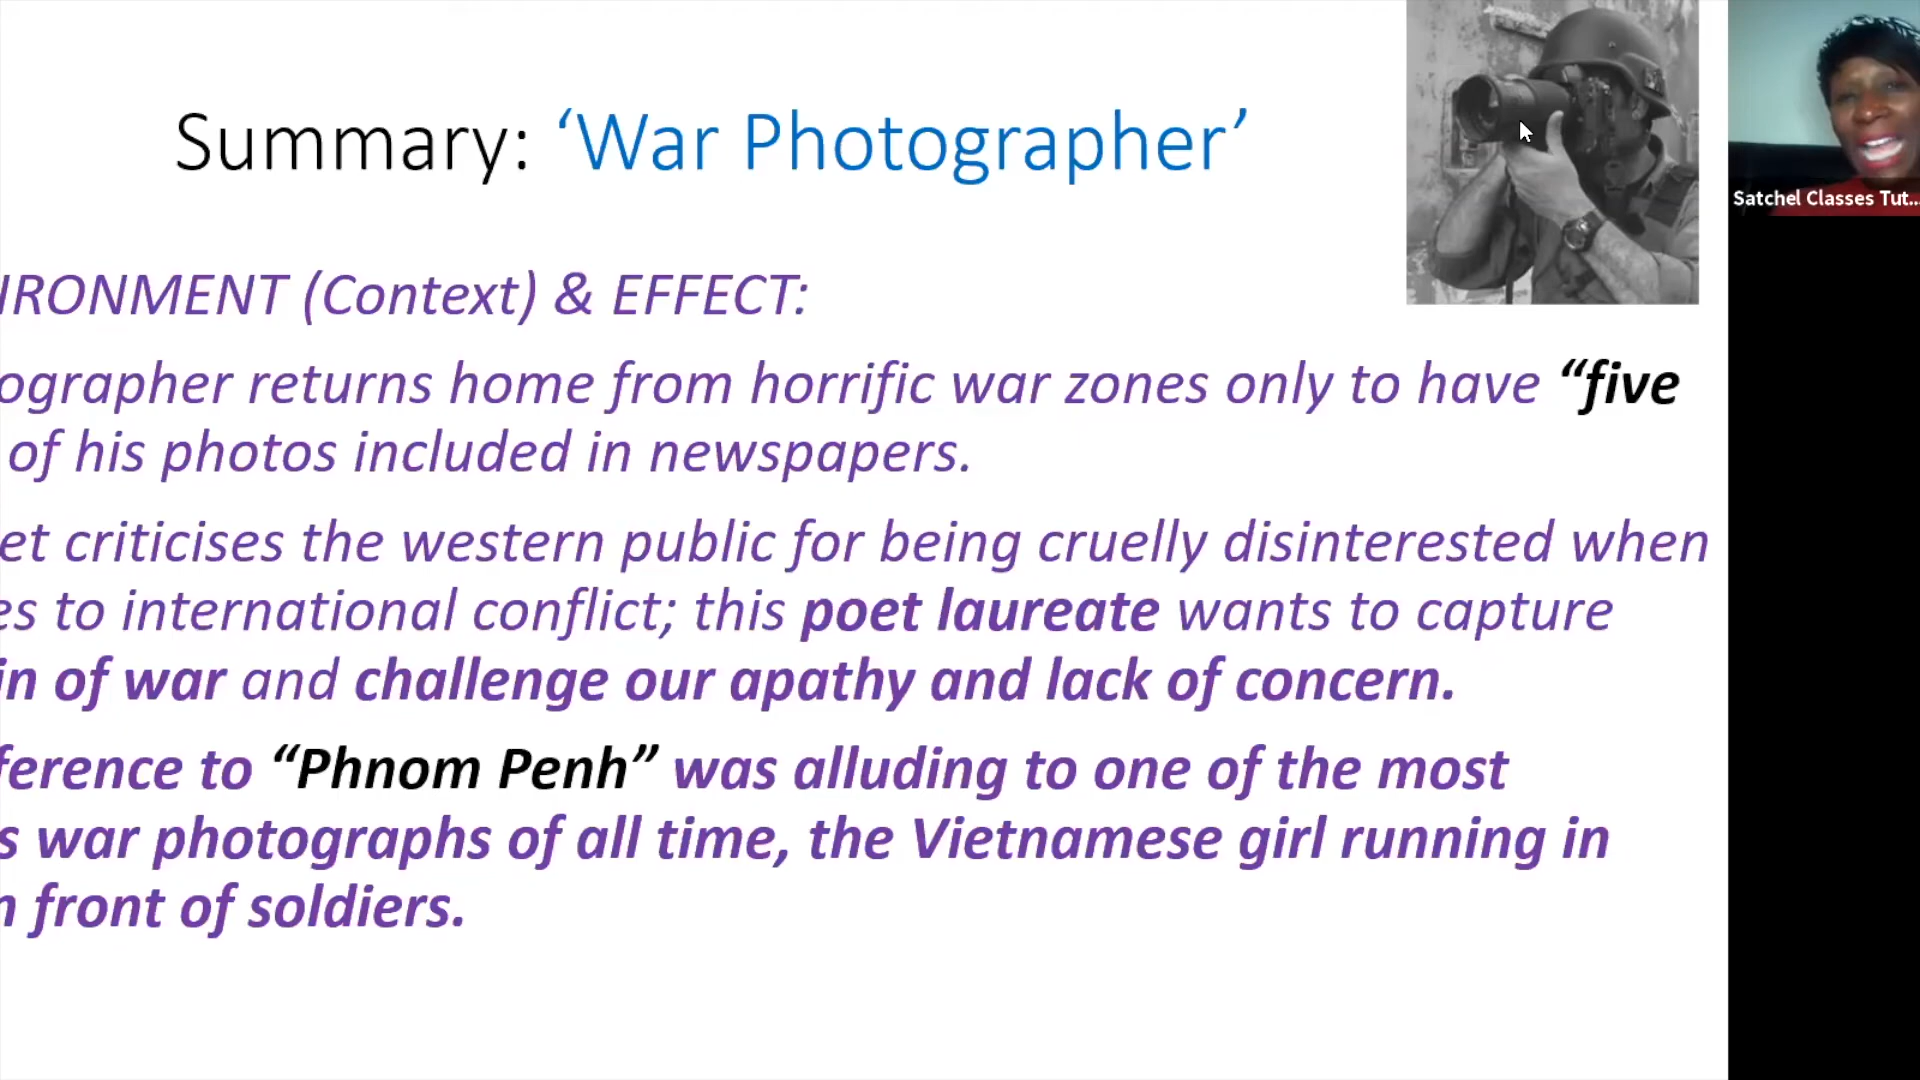 Summary: ‘War Photographer’
Satchel Classes Tut...
IRONMENT (Context) & EFFECT:
ographer returns home from horrific war zones only to have “five
of his photos included in newspapers.
et criticises the western public for being cruelly disinterested when
es to international conflict; this poet laureate wants to capture
in of war and challenge our apathy and lack of concern.
ference to “Phnom Penh” was alluding to one of the most
s war photographs of all time, the Vietnamese girl running in
n front of soldiers.